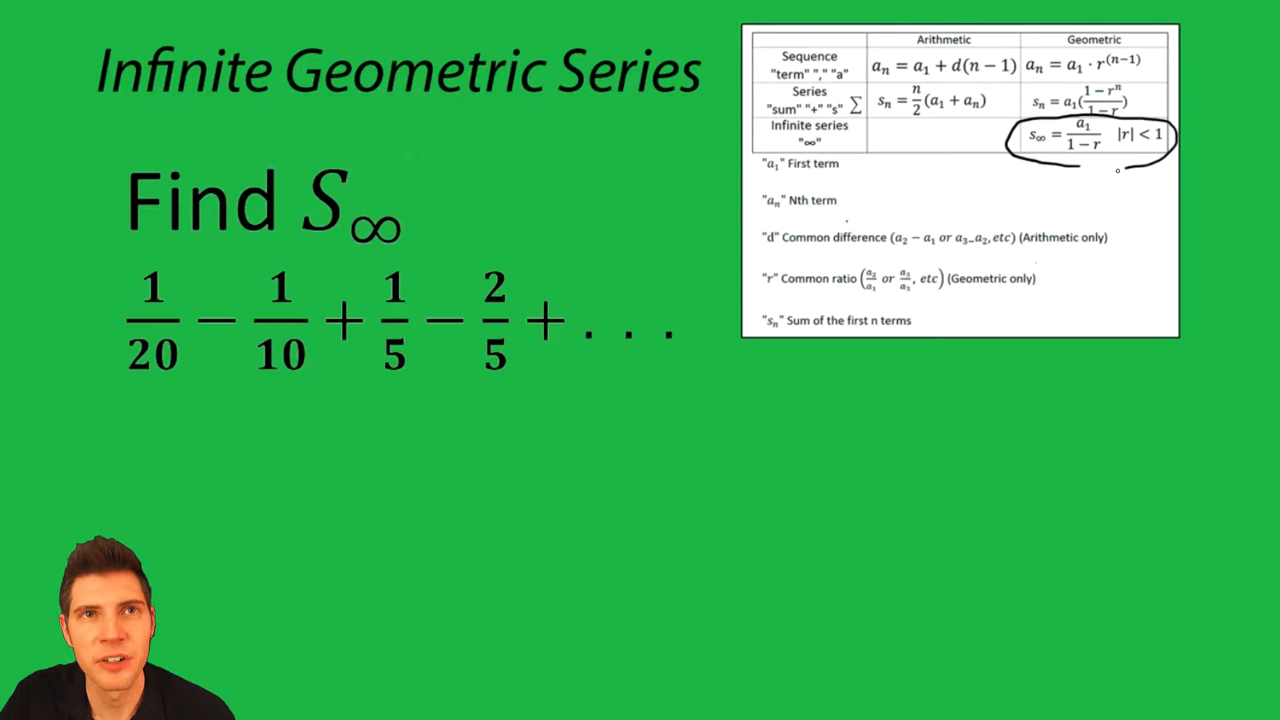 Infinite Geometric Series
Find S∞
1/20 − 1/10 + 1/5 − 2/5 + . . .
Arithmetic Geometric
Sequence
"term" "," "a" aₙ = a₁ + d(n − 1) aₙ = a₁ · r⁽ⁿ⁻¹⁾
Series
"sum" "+" "s" ∑ sₙ = n/2 (a₁ + aₙ) sₙ = a₁((1 − rⁿ)/(1 − r))
Infinite series
"∞" s∞ = a₁/(1 − r) |r| < 1
"a₁" First term
"aₙ" Nth term
"d" Common difference (a₂ − a₁ or a₃₋a₂, etc) (Arithmetic only)
"r" Common ratio (a₂/a₁ or a₃/a₃, etc) (Geometric only)
"sₙ" Sum of the first n terms